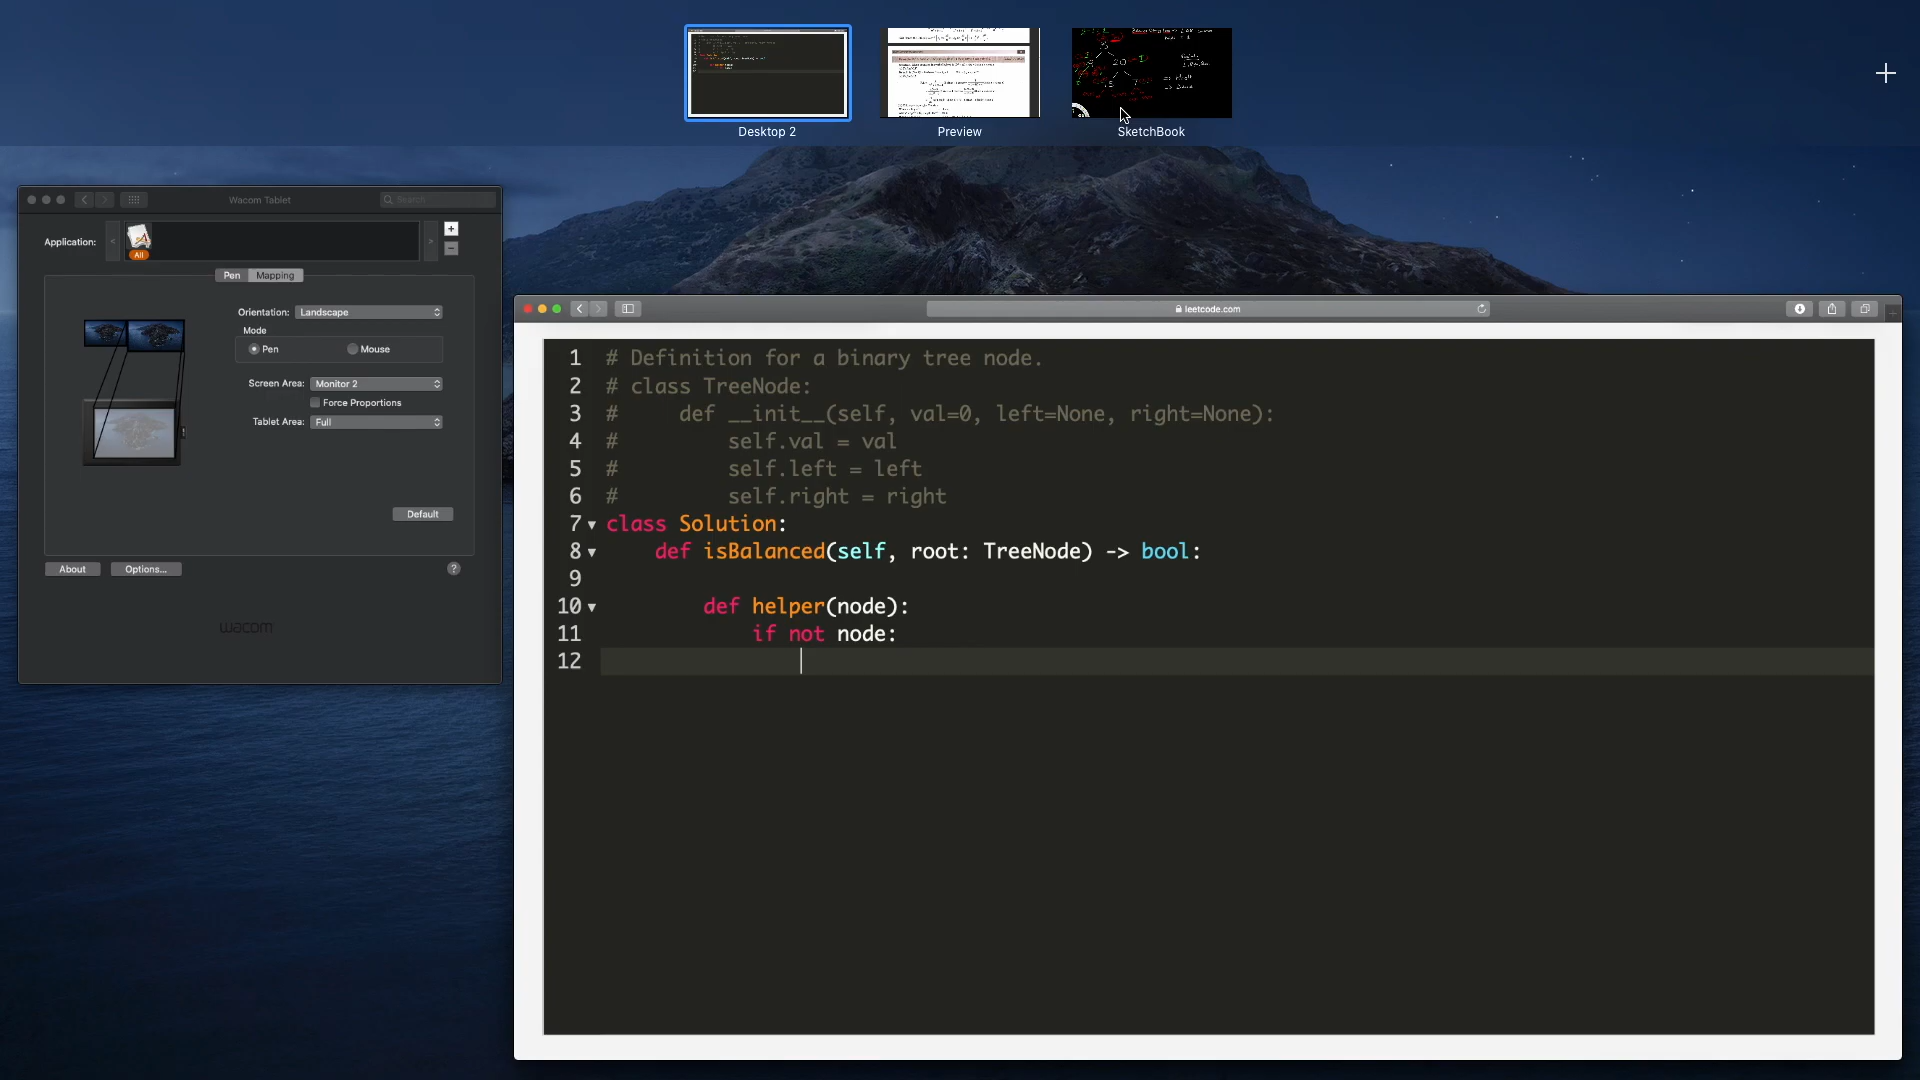 Desktop 2
Preview
SketchBook
Wacom Tablet
Search
Application:
All
Pen
Mapping
Orientation:
Landscape
Mode
Pen
Mouse
Screen Area:
Monitor 2
Force Proportions
Tablet Area:
Full
Default
About
Options...
?
wacom
leetcode.com
1 # Definition for a binary tree node.
2 # class TreeNode:
3 #     def __init__(self, val=0, left=None, right=None):
4 #         self.val = val
5 #         self.left = left
6 #         self.right = right
7 class Solution:
8     def isBalanced(self, root: TreeNode) -> bool:
9
10         def helper(node):
11             if not node:
12